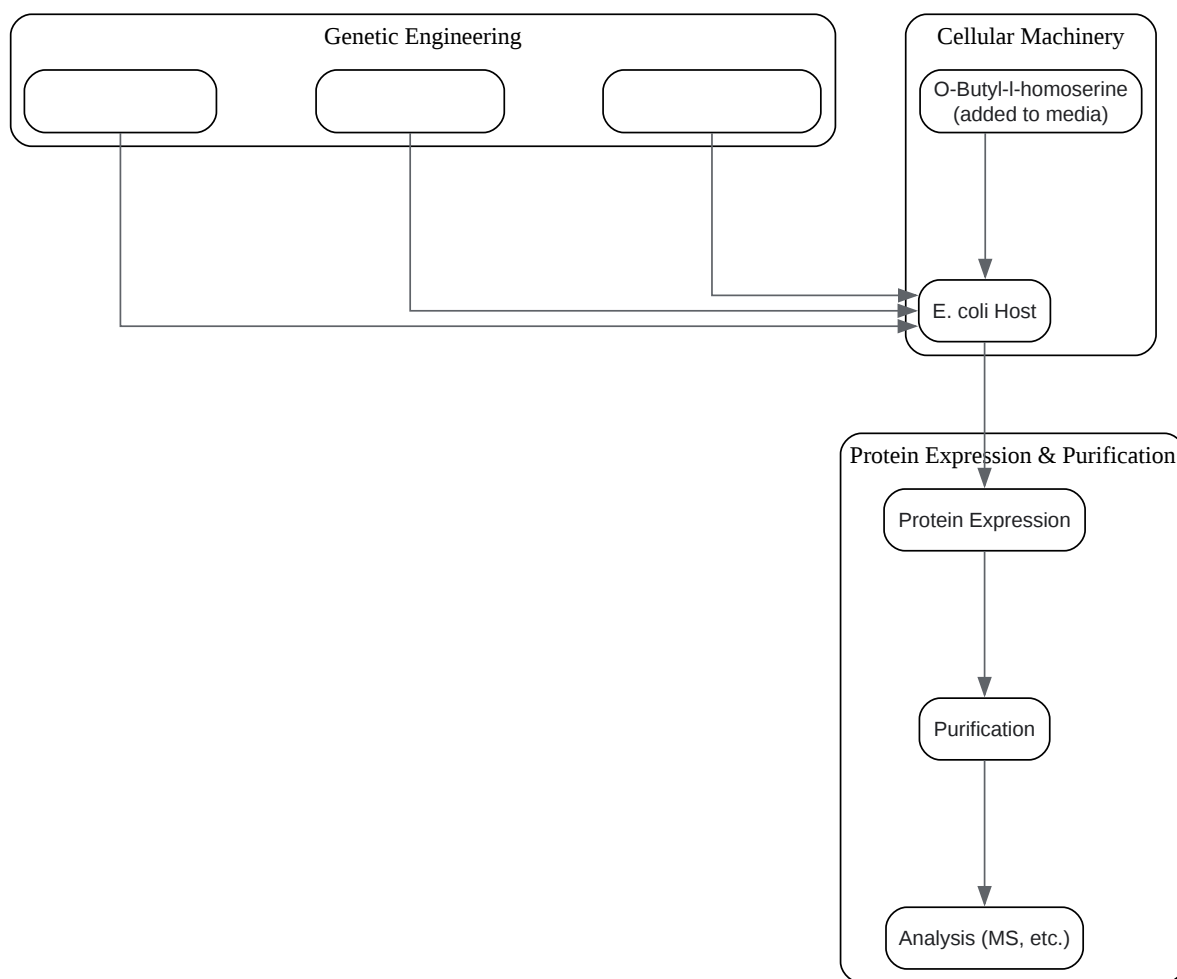 Genetic Engineering
Cellular Machinery
O-Butyl-l-homoserine
(added to media)
E. coli Host
Protein Expression & Purification
Protein Expression
Purification
Analysis (MS, etc.)